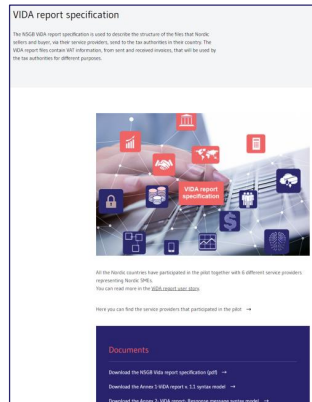 VIDA report specification
The NSGB ViDA report specification is used to describe the structure of the files that Nordic
sellers and buyer, via their service providers, send to the tax authorities in their country. The
ViDA report files contain VAT information, from sent and received invoices, that will be used by
the tax authorities for different purposes.
VIDA report
specification
All the Nordic countries have participated in the pilot together with 6 different service providers
representing Nordic SMEs.
You can read more in the VIDA report user story.
Here you can find the service providers that participated in the pilot →
Documents
Download the NSGB Vida report specification (pdf) →
Download the Annex 1-ViDA report v. 1.1 syntax model →
Download the Annex 2- VIDA report- Response message syntax model →